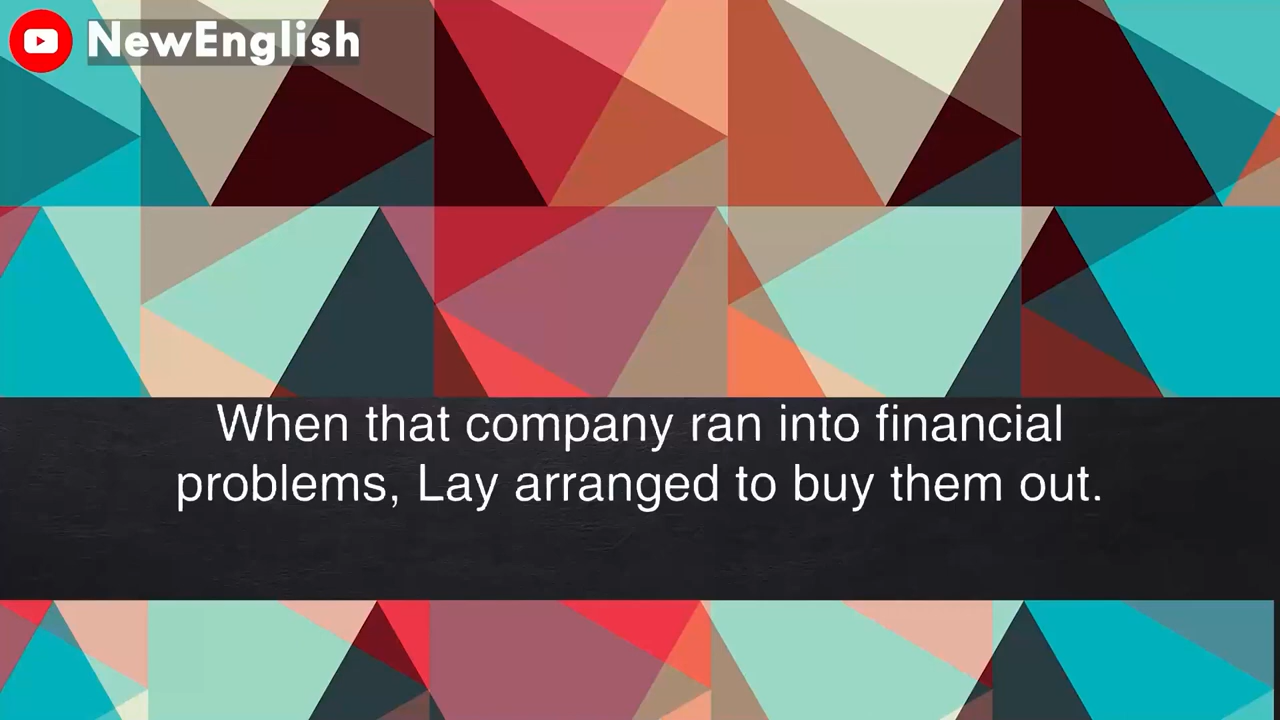 NewEnglish
When that company ran into financial
problems, Lay arranged to buy them out.